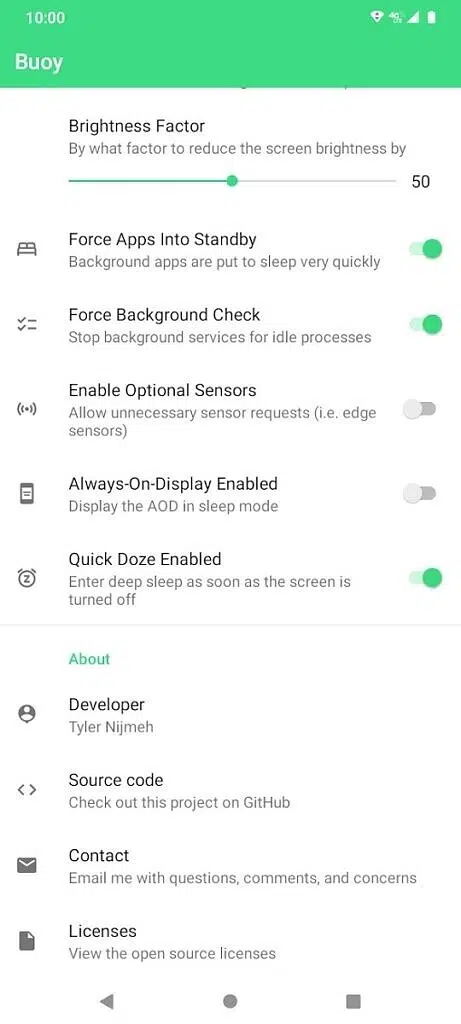 10:00
Buoy
Brightness Factor
By what factor to reduce the screen brightness by
50
Force Apps Into Standby
Background apps are put to sleep very quickly
Force Background Check
Stop background services for idle processes
Enable Optional Sensors
Allow unnecessary sensor requests (i.e. edge
sensors)
Always-On-Display Enabled
Display the AOD in sleep mode
Quick Doze Enabled
Enter deep sleep as soon as the screen is
turned off
About
Developer
Tyler Nijmeh
Source code
Check out this project on GitHub
Contact
Email me with questions, comments, and concerns
Licenses
View the open source licenses